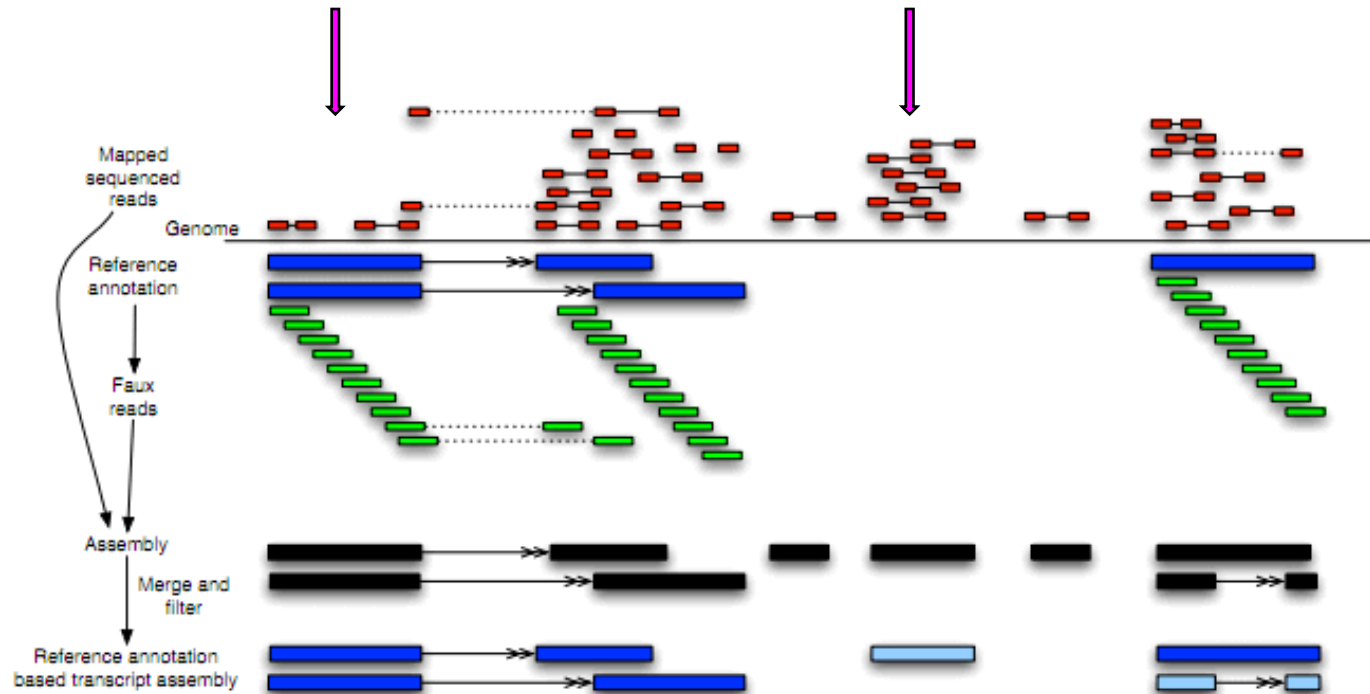 Mapped
sequenced
reads
Genome
Reference
annotation
Faux
reads
Assembly
Merge and
filter
Reference annotation
based transcript assembly